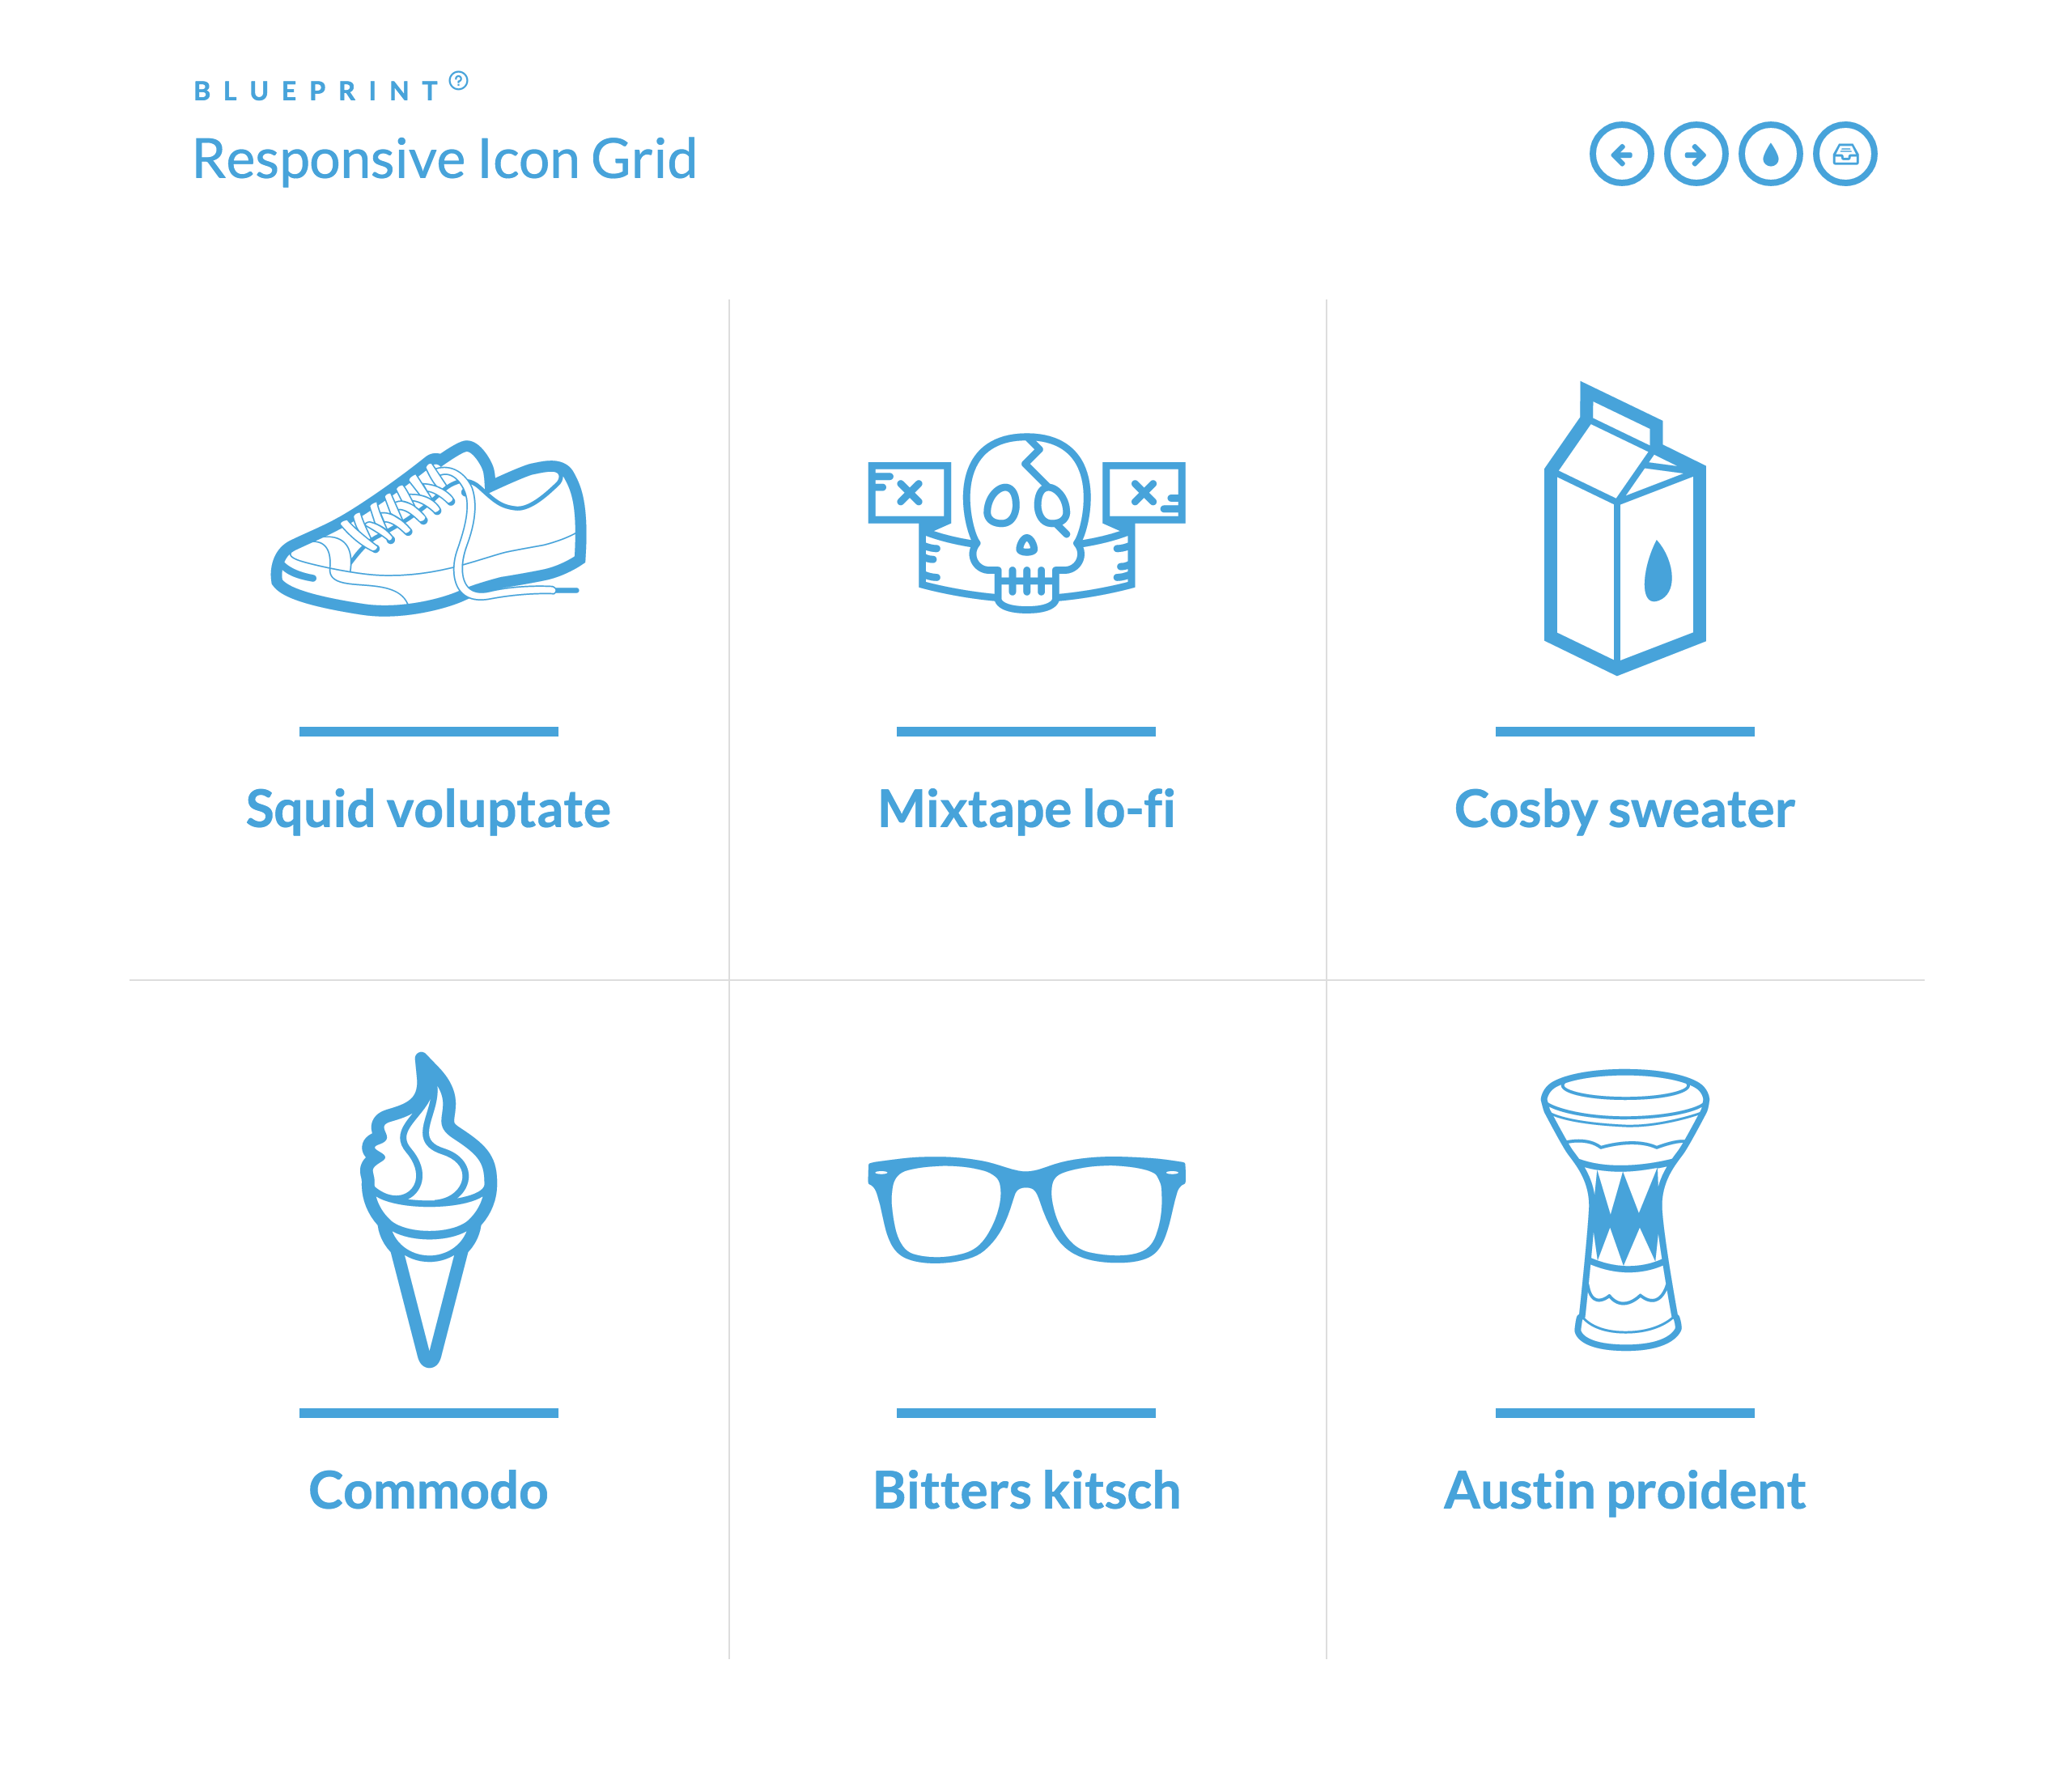 BLUEPRINT?
Responsive Icon Grid
Squid voluptate
Mixtape lo-fi
Cosby sweater
Commodo
Bitters kitsch
Austin proident